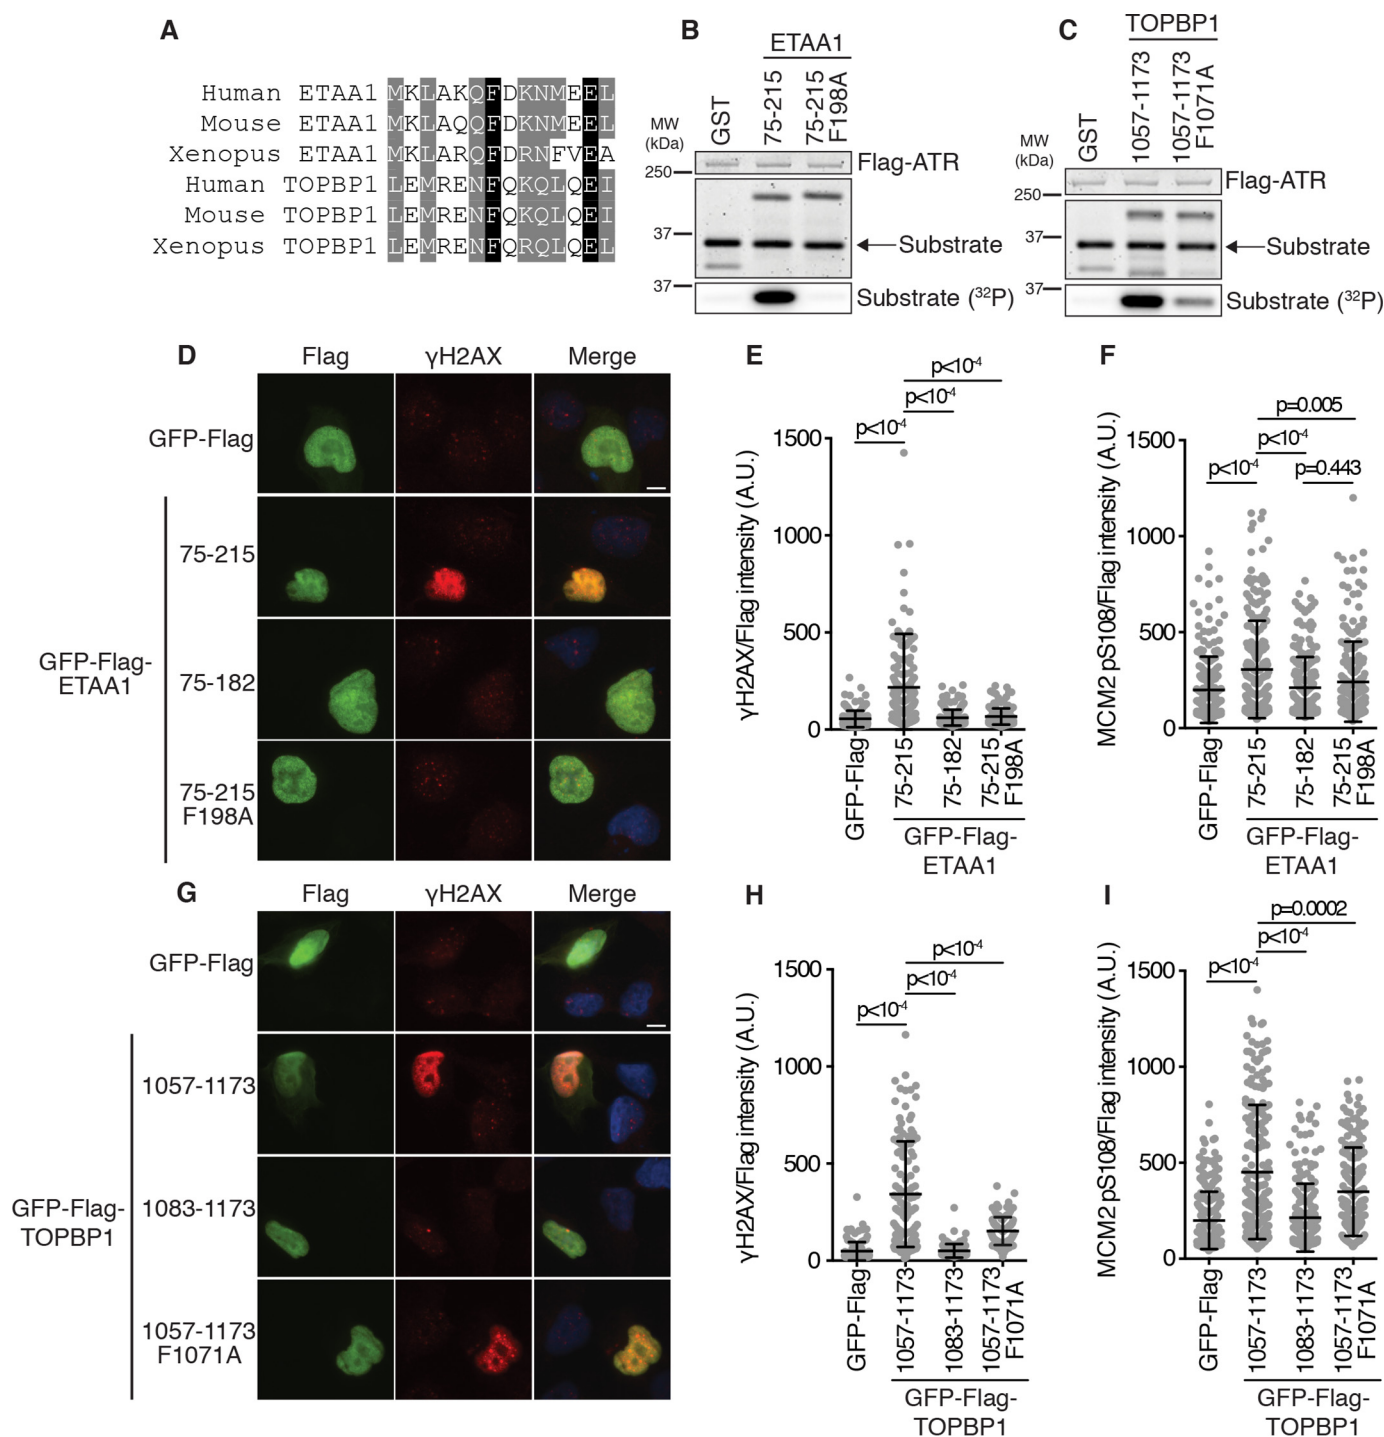 A
Human ETAA1 MKLAKQFDKNMEEL
Mouse ETAA1 MKLAQQFDKNMEEL
Xenopus ETAA1 MKLARQFDRNFVEA
Human TOPBP1 LEMRENFQKQLQEI
Mouse TOPBP1 LEMRENFQKQLQEI
Xenopus TOPBP1 LEMRENFQRQLQEL
B
ETAA1
MW
(kDa)
GST
75-215
75-215
F198A
250
Flag-ATR
37
Substrate
37
Substrate (³²P)
C
TOPBP1
MW
(kDa)
GST
1057-1173
1057-1173
F1071A
250
Flag-ATR
37
Substrate
37
Substrate (³²P)
D
Flag γH2AX Merge
GFP-Flag
75-215
GFP-Flag-
ETAA1
75-182
75-215
F198A
E
γH2AX/Flag intensity (A.U.)
p<10⁻⁴
p<10⁻⁴
p<10⁻⁴
1500
1000
500
0
GFP-Flag
75-215
75-182
75-215
F198A
GFP-Flag-
ETAA1
F
MCM2 pS108/Flag intensity (A.U.)
p=0.005
p<10⁻⁴
p<10⁻⁴
p=0.443
1500
1000
500
0
GFP-Flag
75-215
75-182
75-215
F198A
GFP-Flag-
ETAA1
G
Flag γH2AX Merge
GFP-Flag
1057-1173
GFP-Flag-
TOPBP1
1083-1173
1057-1173
F1071A
H
γH2AX/Flag intensity (A.U.)
p<10⁻⁴
p<10⁻⁴
p<10⁻⁴
1500
1000
500
0
GFP-Flag
1057-1173
1083-1173
1057-1173
F1071A
GFP-Flag-
TOPBP1
I
MCM2 pS108/Flag intensity (A.U.)
p=0.0002
p<10⁻⁴
p<10⁻⁴
1500
1000
500
0
GFP-Flag
1057-1173
1083-1173
1057-1173
F1071A
GFP-Flag-
TOPBP1